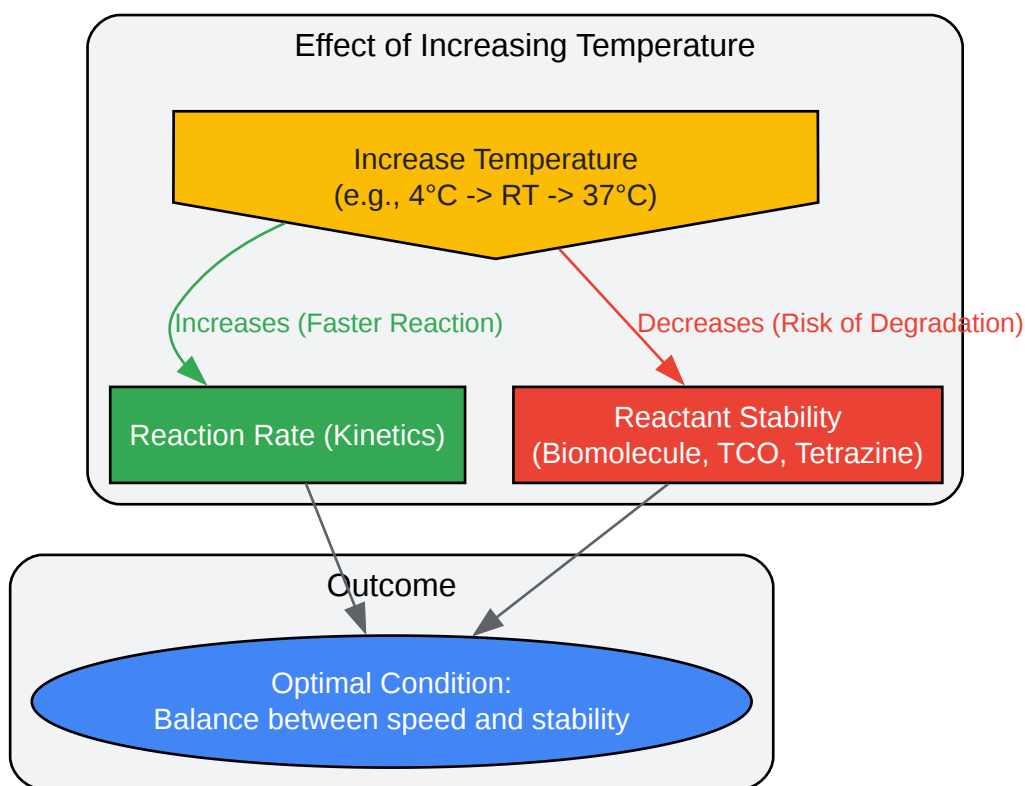 Effect of Increasing Temperature
Increase Temperature
(e.g., 4°C -> RT -> 37°C)
Increases (Faster Reaction)
Decreases (Risk of Degradation)
Reaction Rate (Kinetics)
Reactant Stability
(Biomolecule, TCO, Tetrazine)
Outcome
Optimal Condition:
Balance between speed and stability